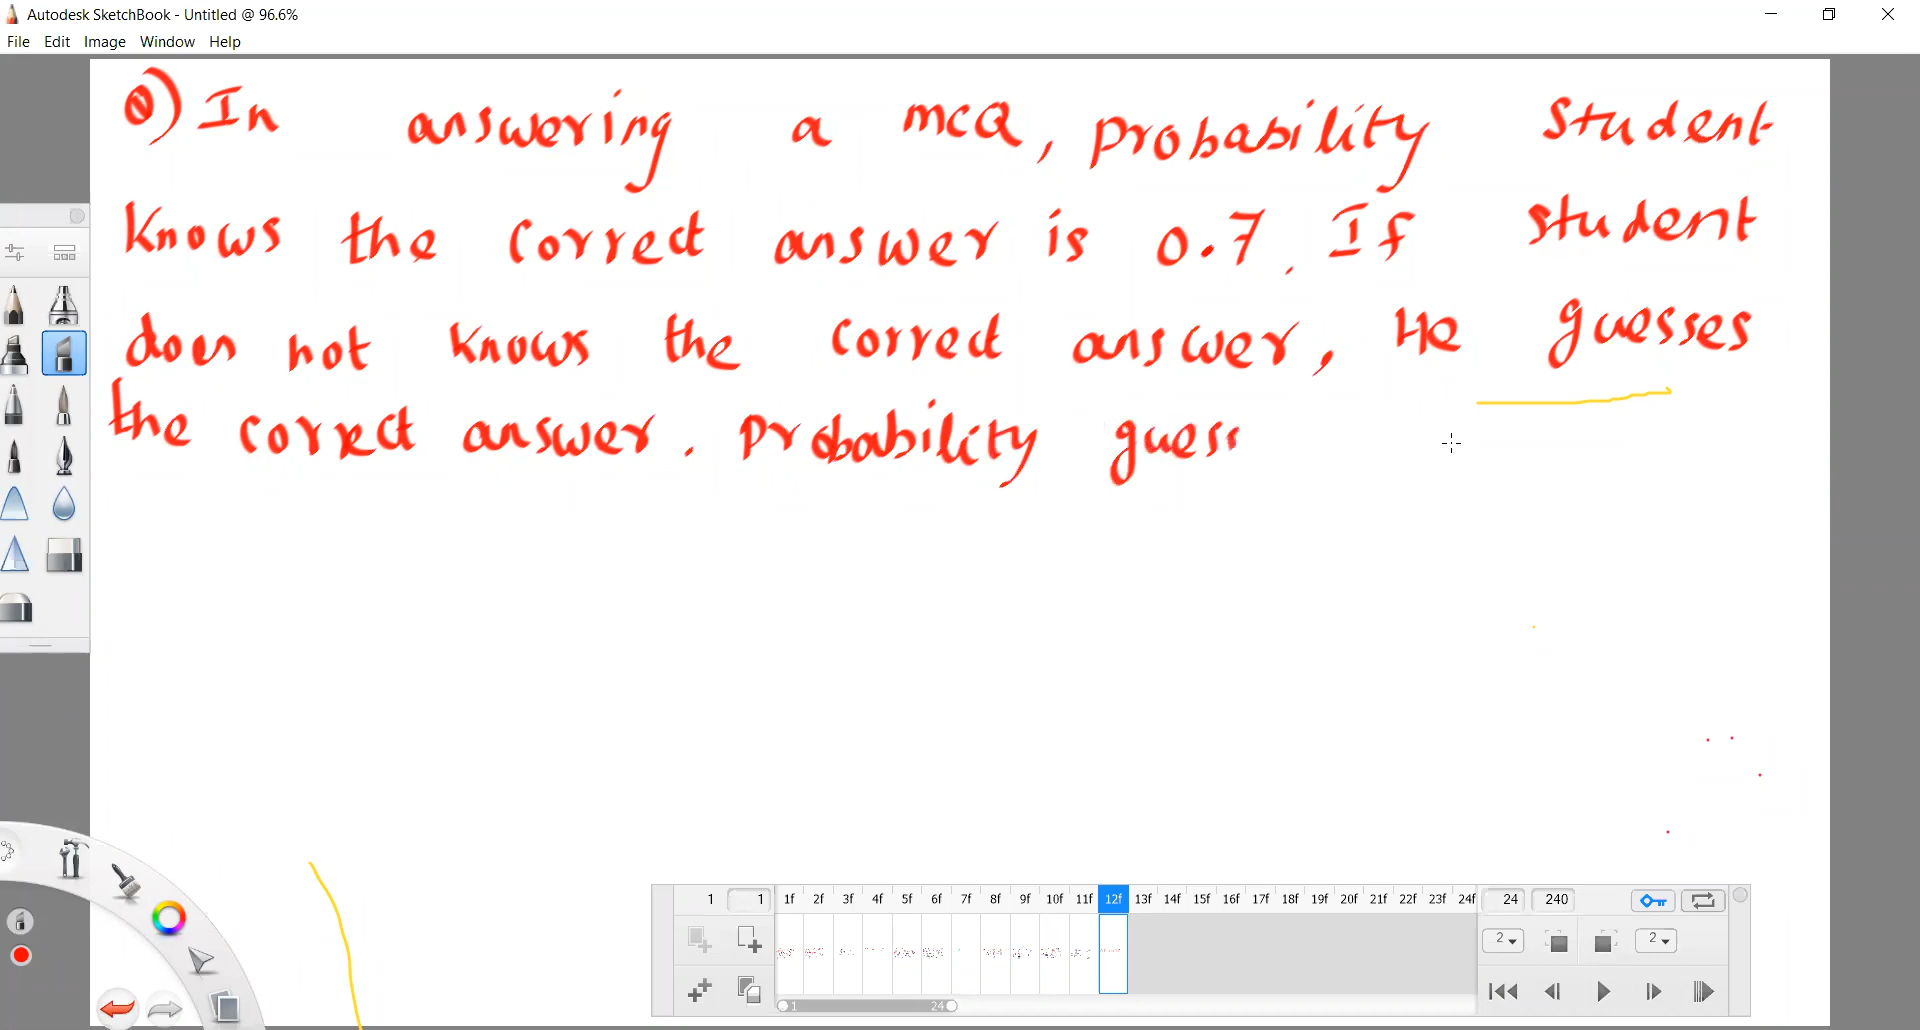 Autodesk SketchBook - Untitled @ 96.6%
File Edit Image Window Help
Q) In answering a mcQ, probability student
knows the correct answer is 0.7. If student
does not knows the correct answer, He guesses
the correct answer. Probability guess
1 1 1f 2f 3f 4f 5f 6f 7f 8f 9f 10f 11f 12f 13f 14f 15f 16f 17f 18f 19f 20f 21f 22f 23f 24f 24 240
2 2
1 24